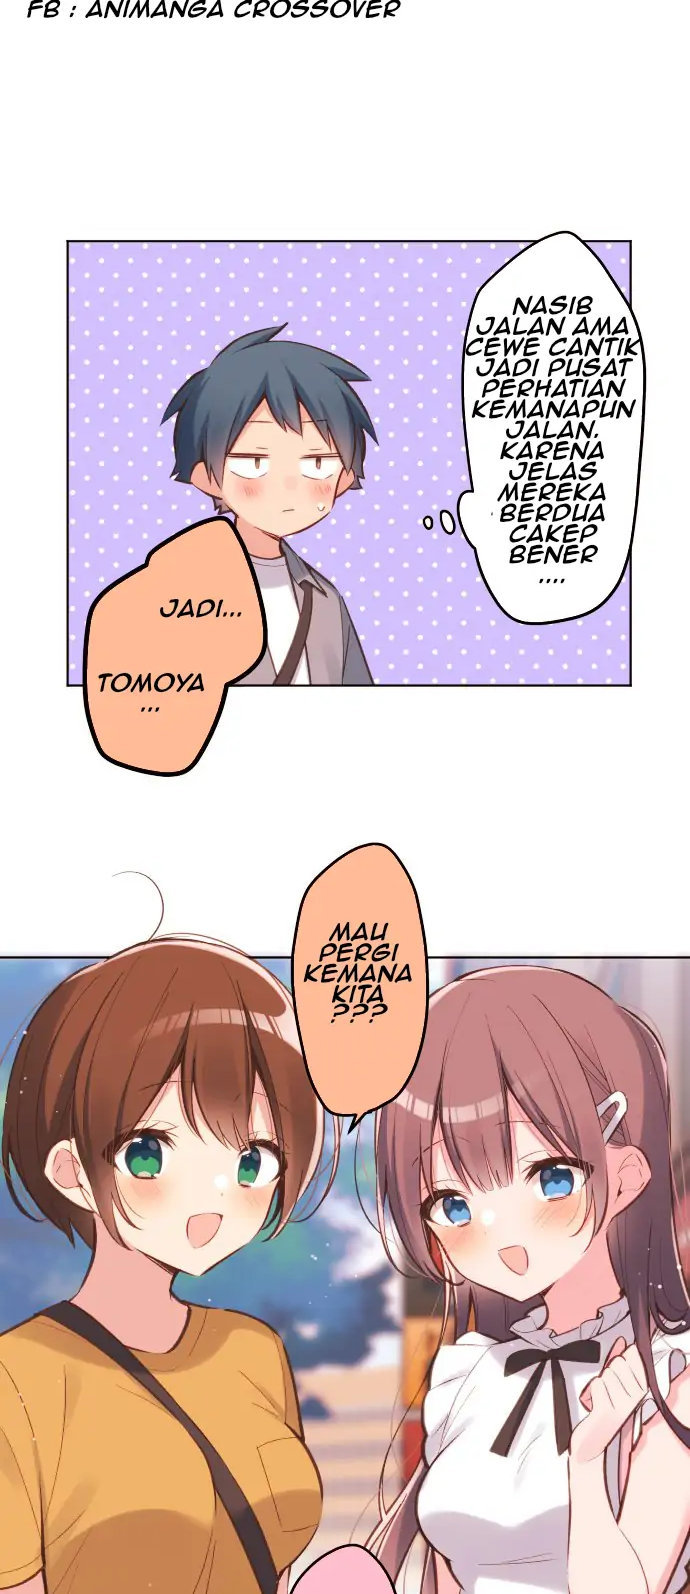 FB : ANIMANGA CROSSOVER
NASIB
JALAN AMA
CEWE CANTIK
JADI PUSAT
PERHATIAN
KEMANAPUN
JALAN.
KARENA
JELAS
MEREKA
BERDUA
CAKEP
BENER
....
JADI...
TOMOYA
...
MAU
PERGI
KEMANA
KITA
???